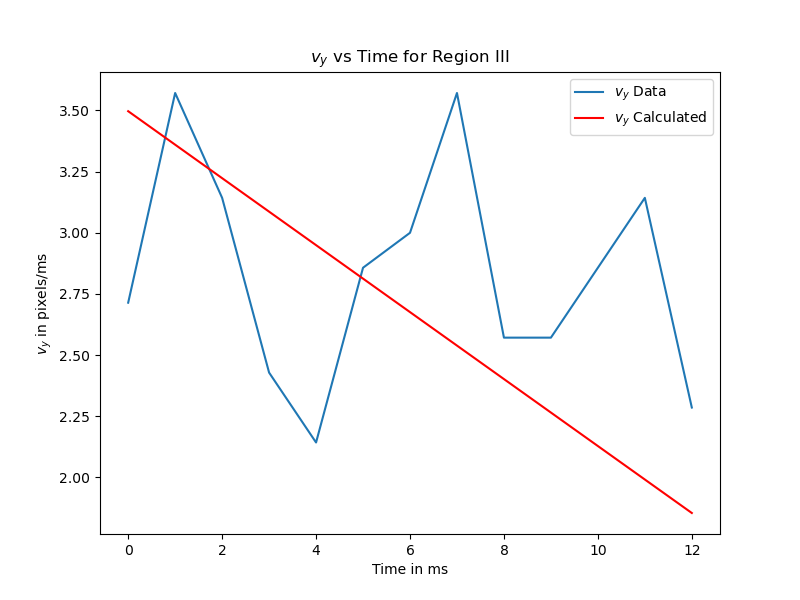 v_y vs Time for Region III
v_y Data
v_y Calculated
3.50
3.25
3.00
2.75
2.50
2.25
2.00
v_y in pixels/ms
0 2 4 6 8 10 12
Time in ms